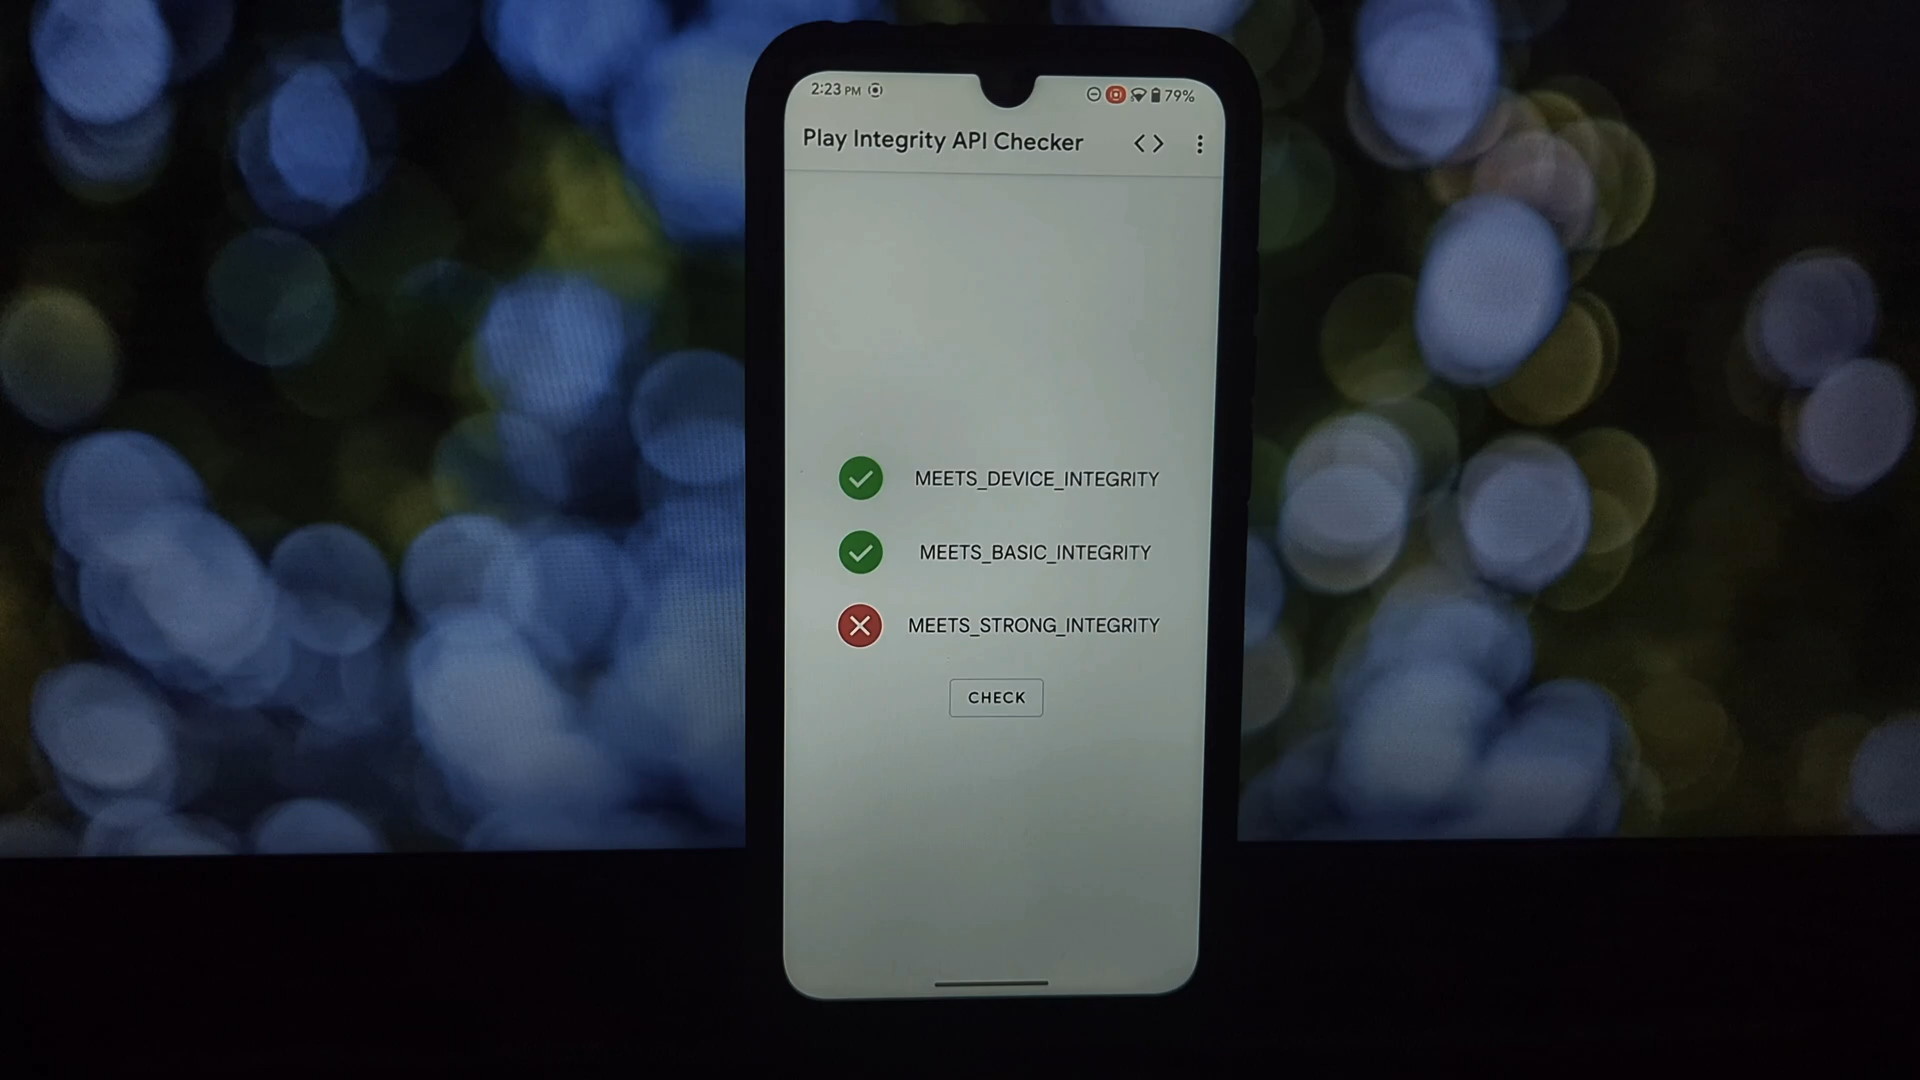 2:23 PM 79%
Play Integrity API Checker
MEETS_DEVICE_INTEGRITY
MEETS_BASIC_INTEGRITY
MEETS_STRONG_INTEGRITY
CHECK